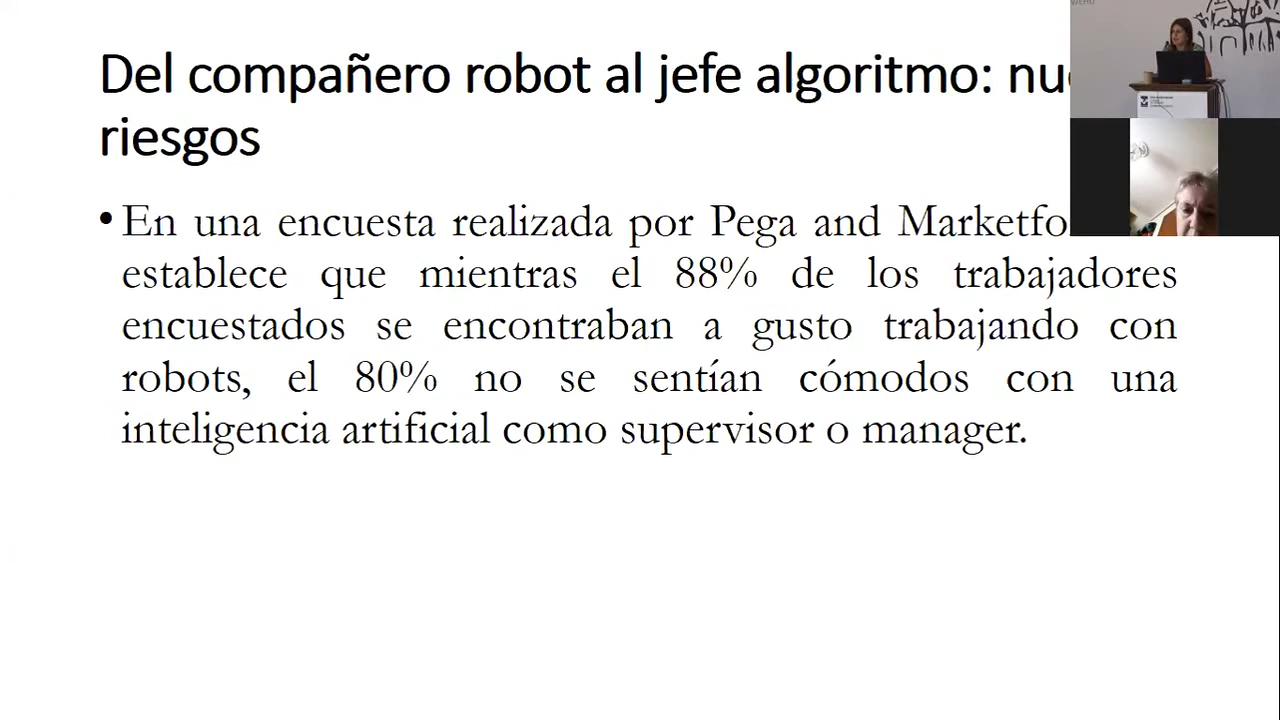 Del compañero robot al jefe algoritmo:
riesgos
• En una encuesta realizada por Pega and
establece que mientras el 88% de los trabajadores
encuestados se encontraban a gusto trabajando con
robots, el 80% no se sentían cómodos con una
inteligencia artificial como supervisor o manager.